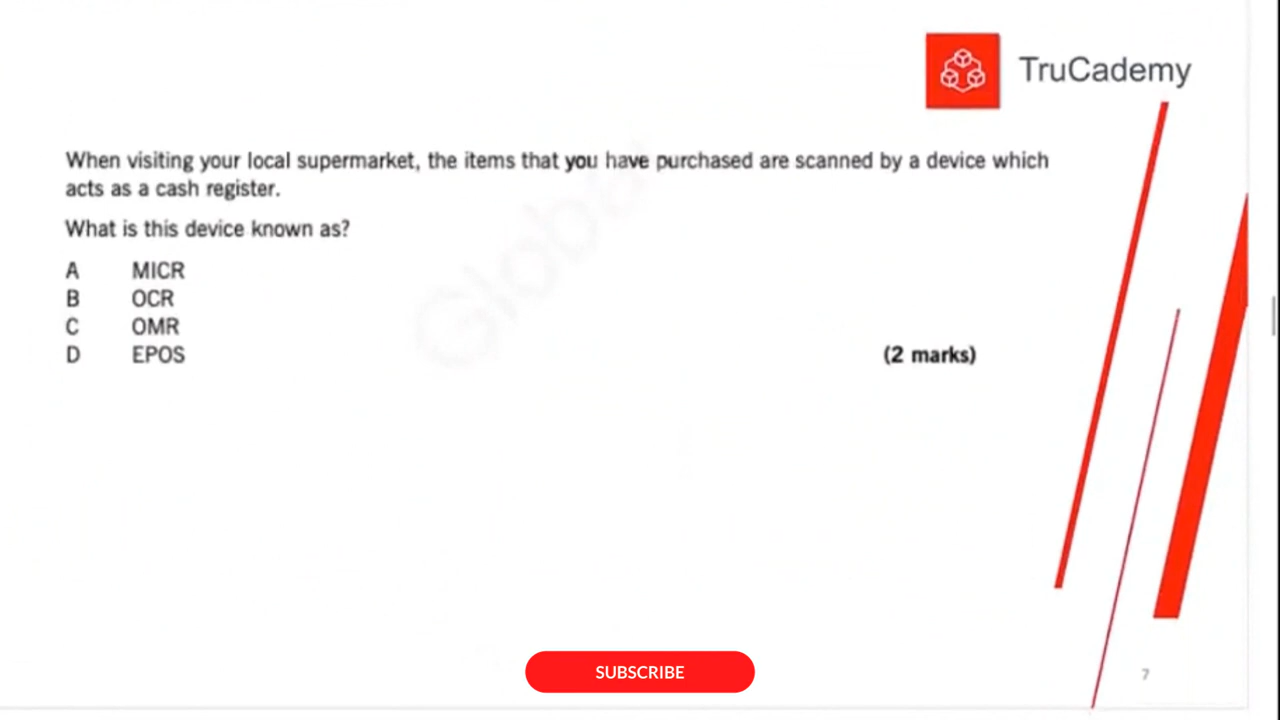 TruCademy
When visiting your local supermarket, the items that you have purchased are scanned by a device which
acts as a cash register.
What is this device known as?
A MICR
B OCR
C OMR
D EPOS
(2 marks)
Global
SUBSCRIBE
7